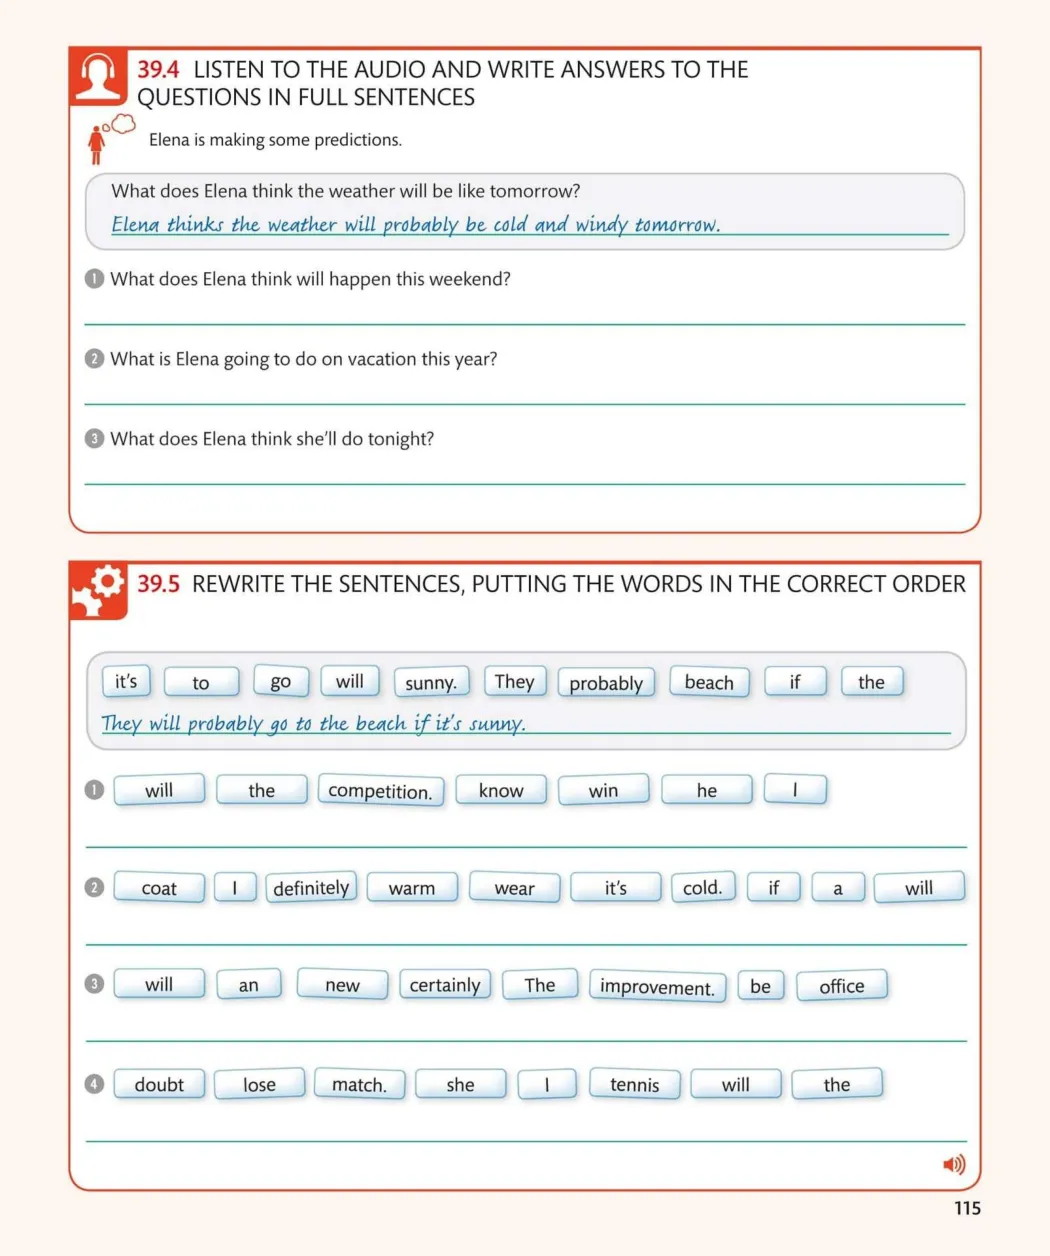 39.4 LISTEN TO THE AUDIO AND WRITE ANSWERS TO THE
QUESTIONS IN FULL SENTENCES
Elena is making some predictions.
What does Elena think the weather will be like tomorrow?
Elena thinks the weather will probably be cold and windy tomorrow.
1 What does Elena think will happen this weekend?
2 What is Elena going to do on vacation this year?
3 What does Elena think she'll do tonight?
39.5 REWRITE THE SENTENCES, PUTTING THE WORDS IN THE CORRECT ORDER
it's to go will sunny. They probably beach if the
They will probably go to the beach if it's sunny.
1 will the competition. know win he I
2 coat I definitely warm wear it's cold. if a will
3 will an new certainly The improvement. be office
4 doubt lose match. she I tennis will the
115